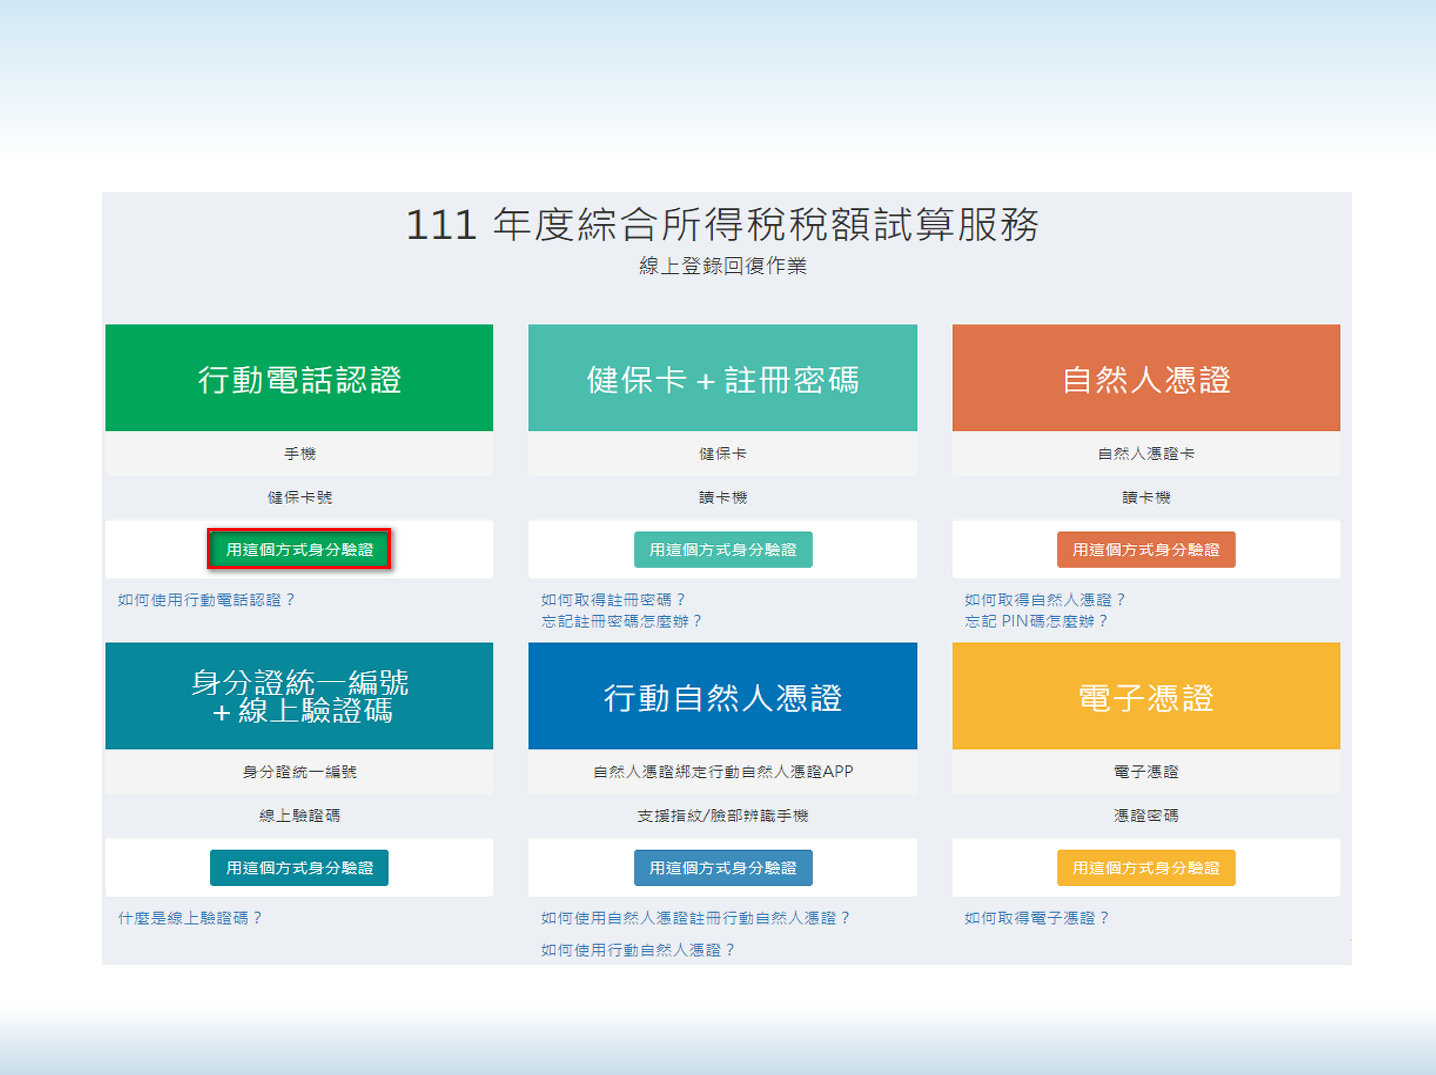 111 年度綜合所得稅稅額試算服務
線上登錄回復作業
行動電話認證
手機
健保卡號
用這個方式身分驗證
如何使用行動電話認證？
健保卡＋註冊密碼
健保卡
讀卡機
用這個方式身分驗證
如何取得註冊密碼？
忘記註冊密碼怎麼辦？
自然人憑證
自然人憑證卡
讀卡機
用這個方式身分驗證
如何取得自然人憑證？
忘記 PIN碼怎麼辦？
身分證統一編號
＋線上驗證碼
身分證統一編號
線上驗證碼
用這個方式身分驗證
什麼是線上驗證碼？
行動自然人憑證
自然人憑證綁定行動自然人憑證APP
支援指紋/臉部辨識手機
用這個方式身分驗證
如何使用自然人憑證註冊行動自然人憑證？
如何使用行動自然人憑證？
電子憑證
電子憑證
憑證密碼
用這個方式身分驗證
如何取得電子憑證？